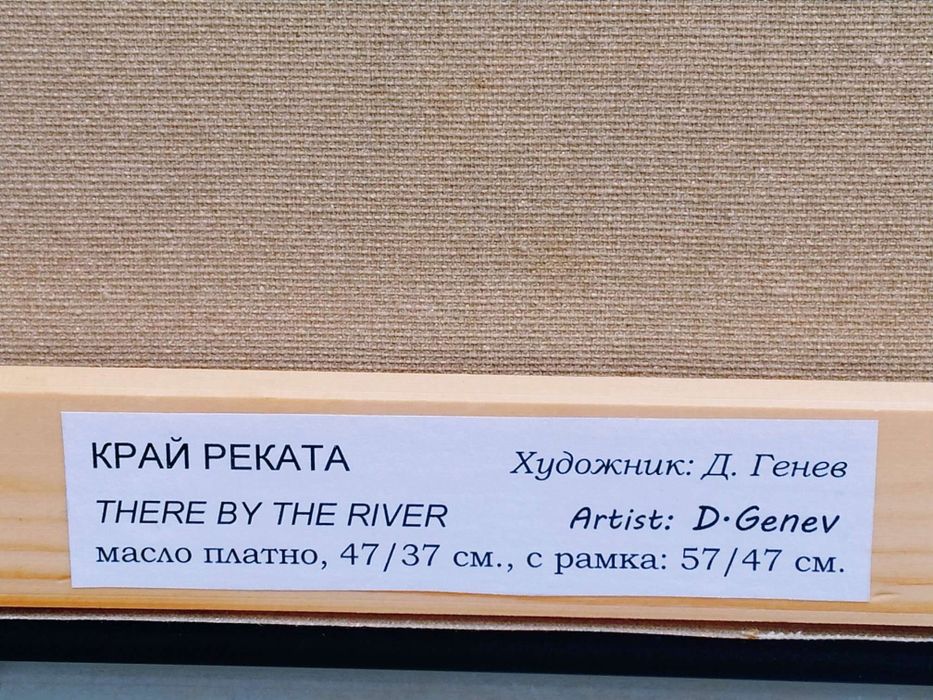 КРАЙ РЕКАТА
Художник: Д. Генев
THERE BY THE RIVER
Artist: D·Genev
масло платно, 47/37 см., с рамка: 57/47 см.